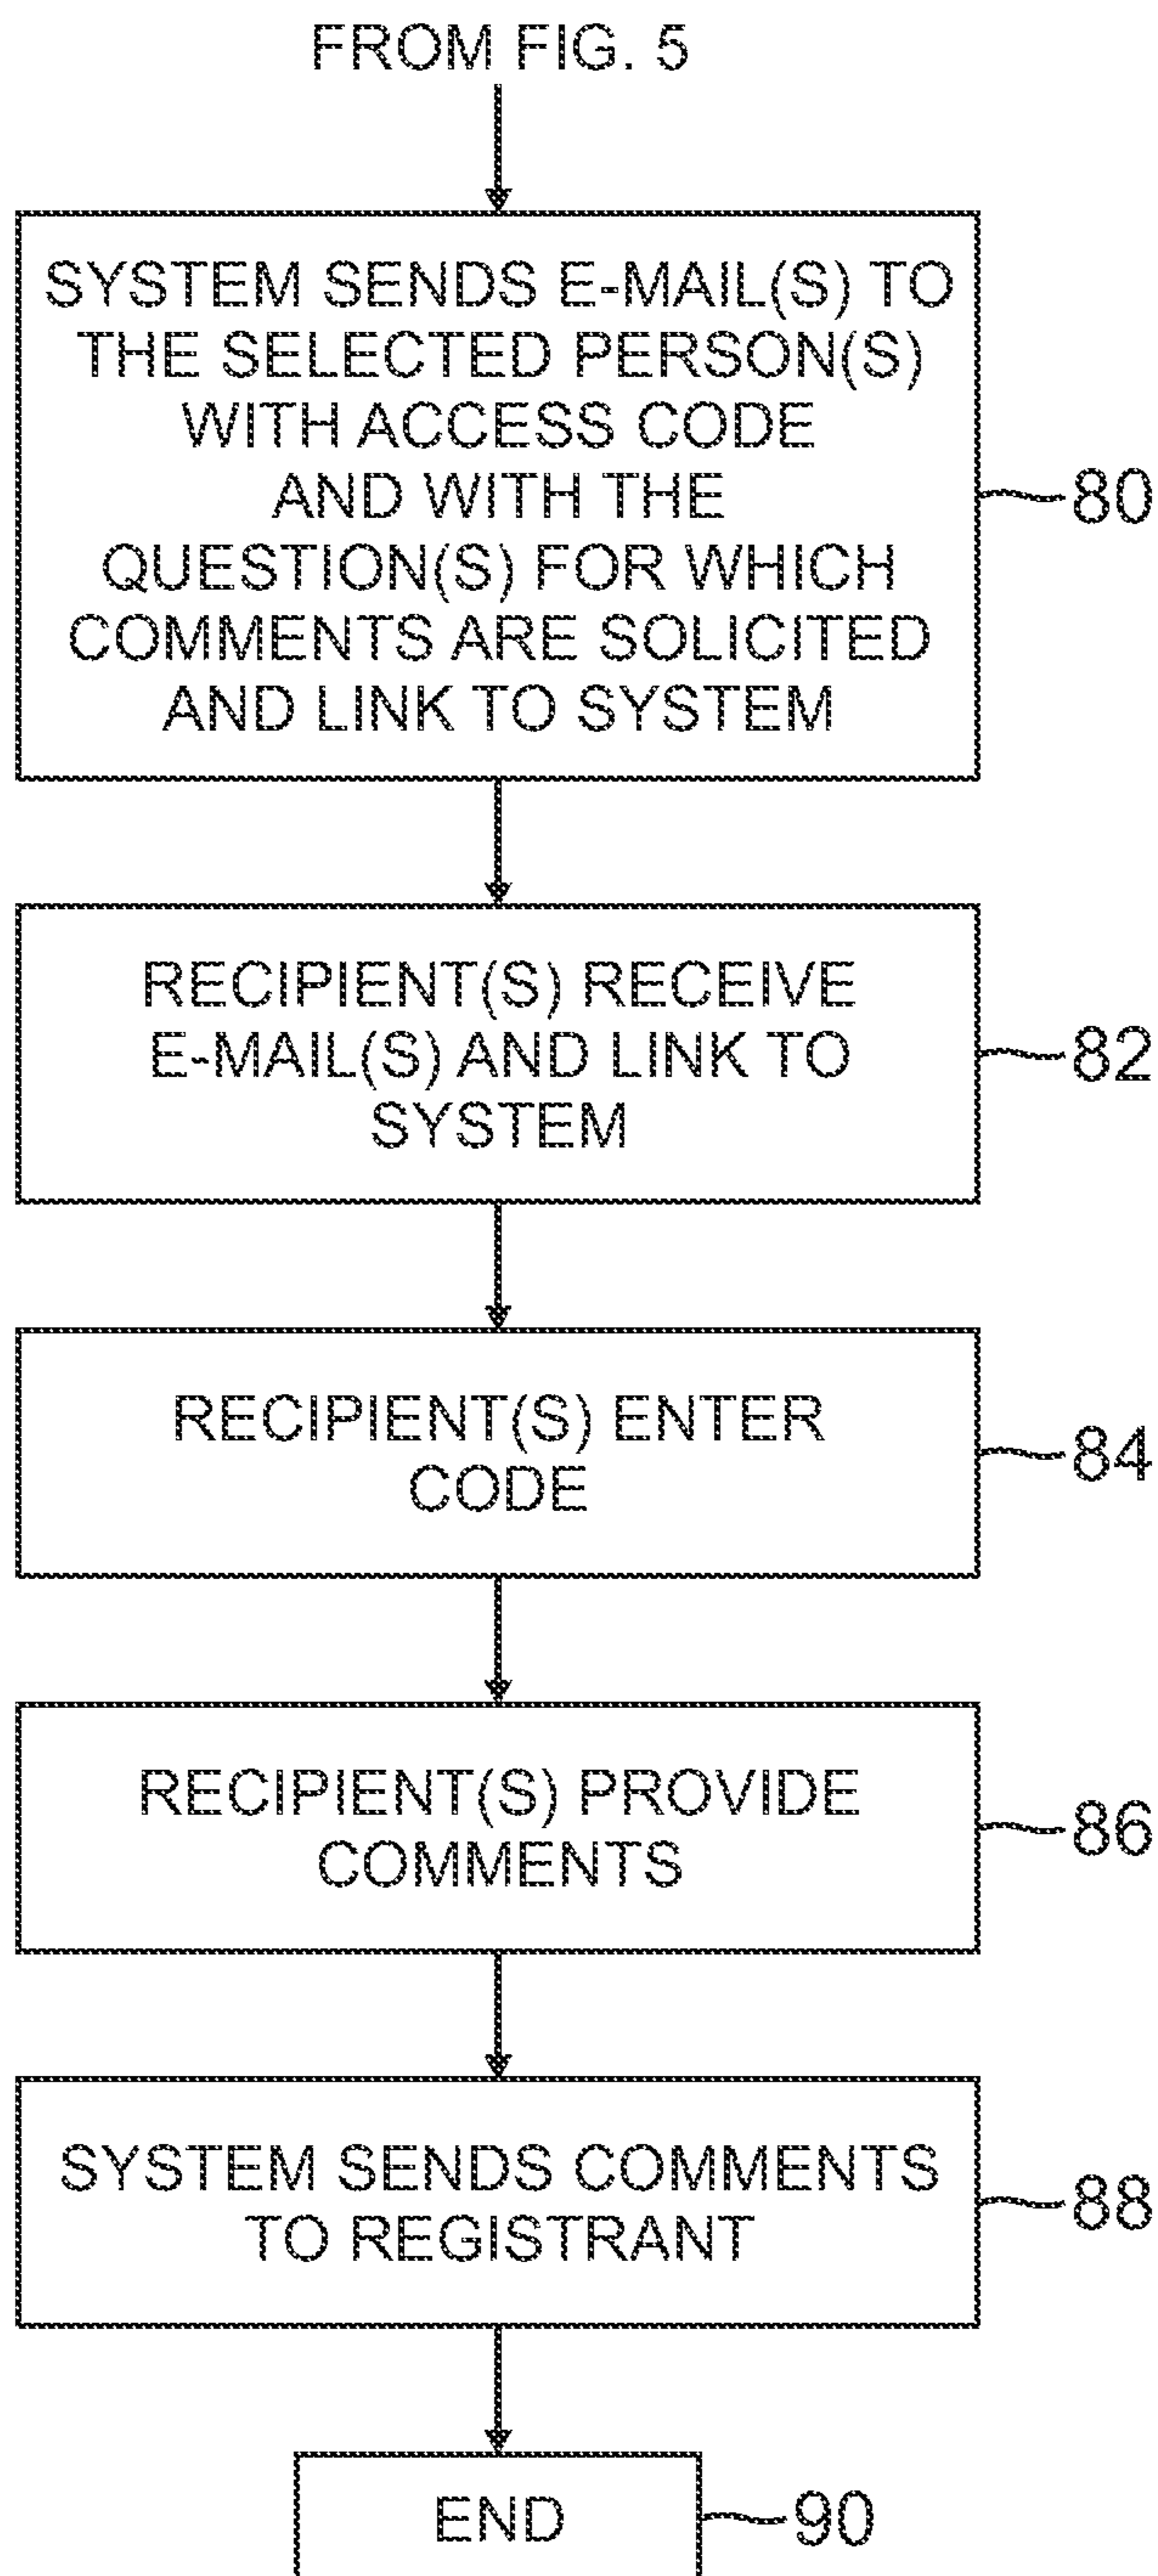 FROM FIG. 5
SYSTEM SENDS E-MAIL(S) TO
THE SELECTED PERSON(S)
WITH ACCESS CODE
AND WITH THE
QUESTION(S) FOR WHICH
COMMENTS ARE SOLICITED
AND LINK TO SYSTEM
80
RECIPIENT(S) RECEIVE
E-MAIL(S) AND LINK TO
SYSTEM
82
RECIPIENT(S) ENTER
CODE
84
RECIPIENT(S) PROVIDE
COMMENTS
86
SYSTEM SENDS COMMENTS
TO REGISTRANT
88
END
90